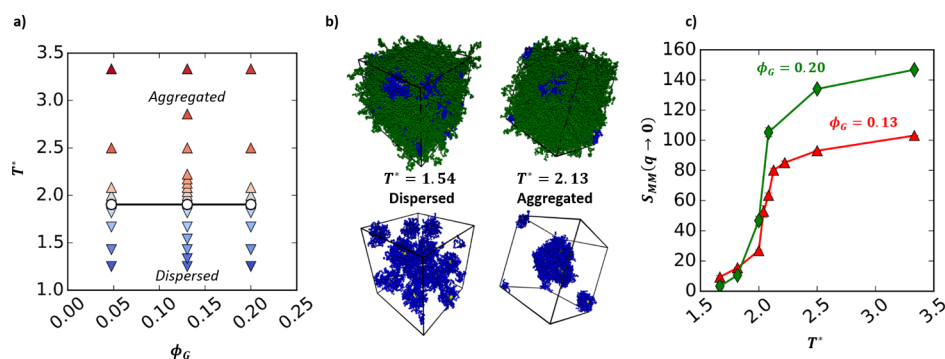 a)
3.5
3.0
2.5
2.0
1.5
1.0
T*
0.00
0.05
0.10
0.15
0.20
0.25
ϕG
Aggregated
Dispersed
b)
T* = 1.54
Dispersed
T* = 2.13
Aggregated
c)
160
140
120
100
80
60
40
20
0
SMM(q → 0)
1.5
2.0
2.5
3.0
3.5
T*
ϕG = 0.20
ϕG = 0.13